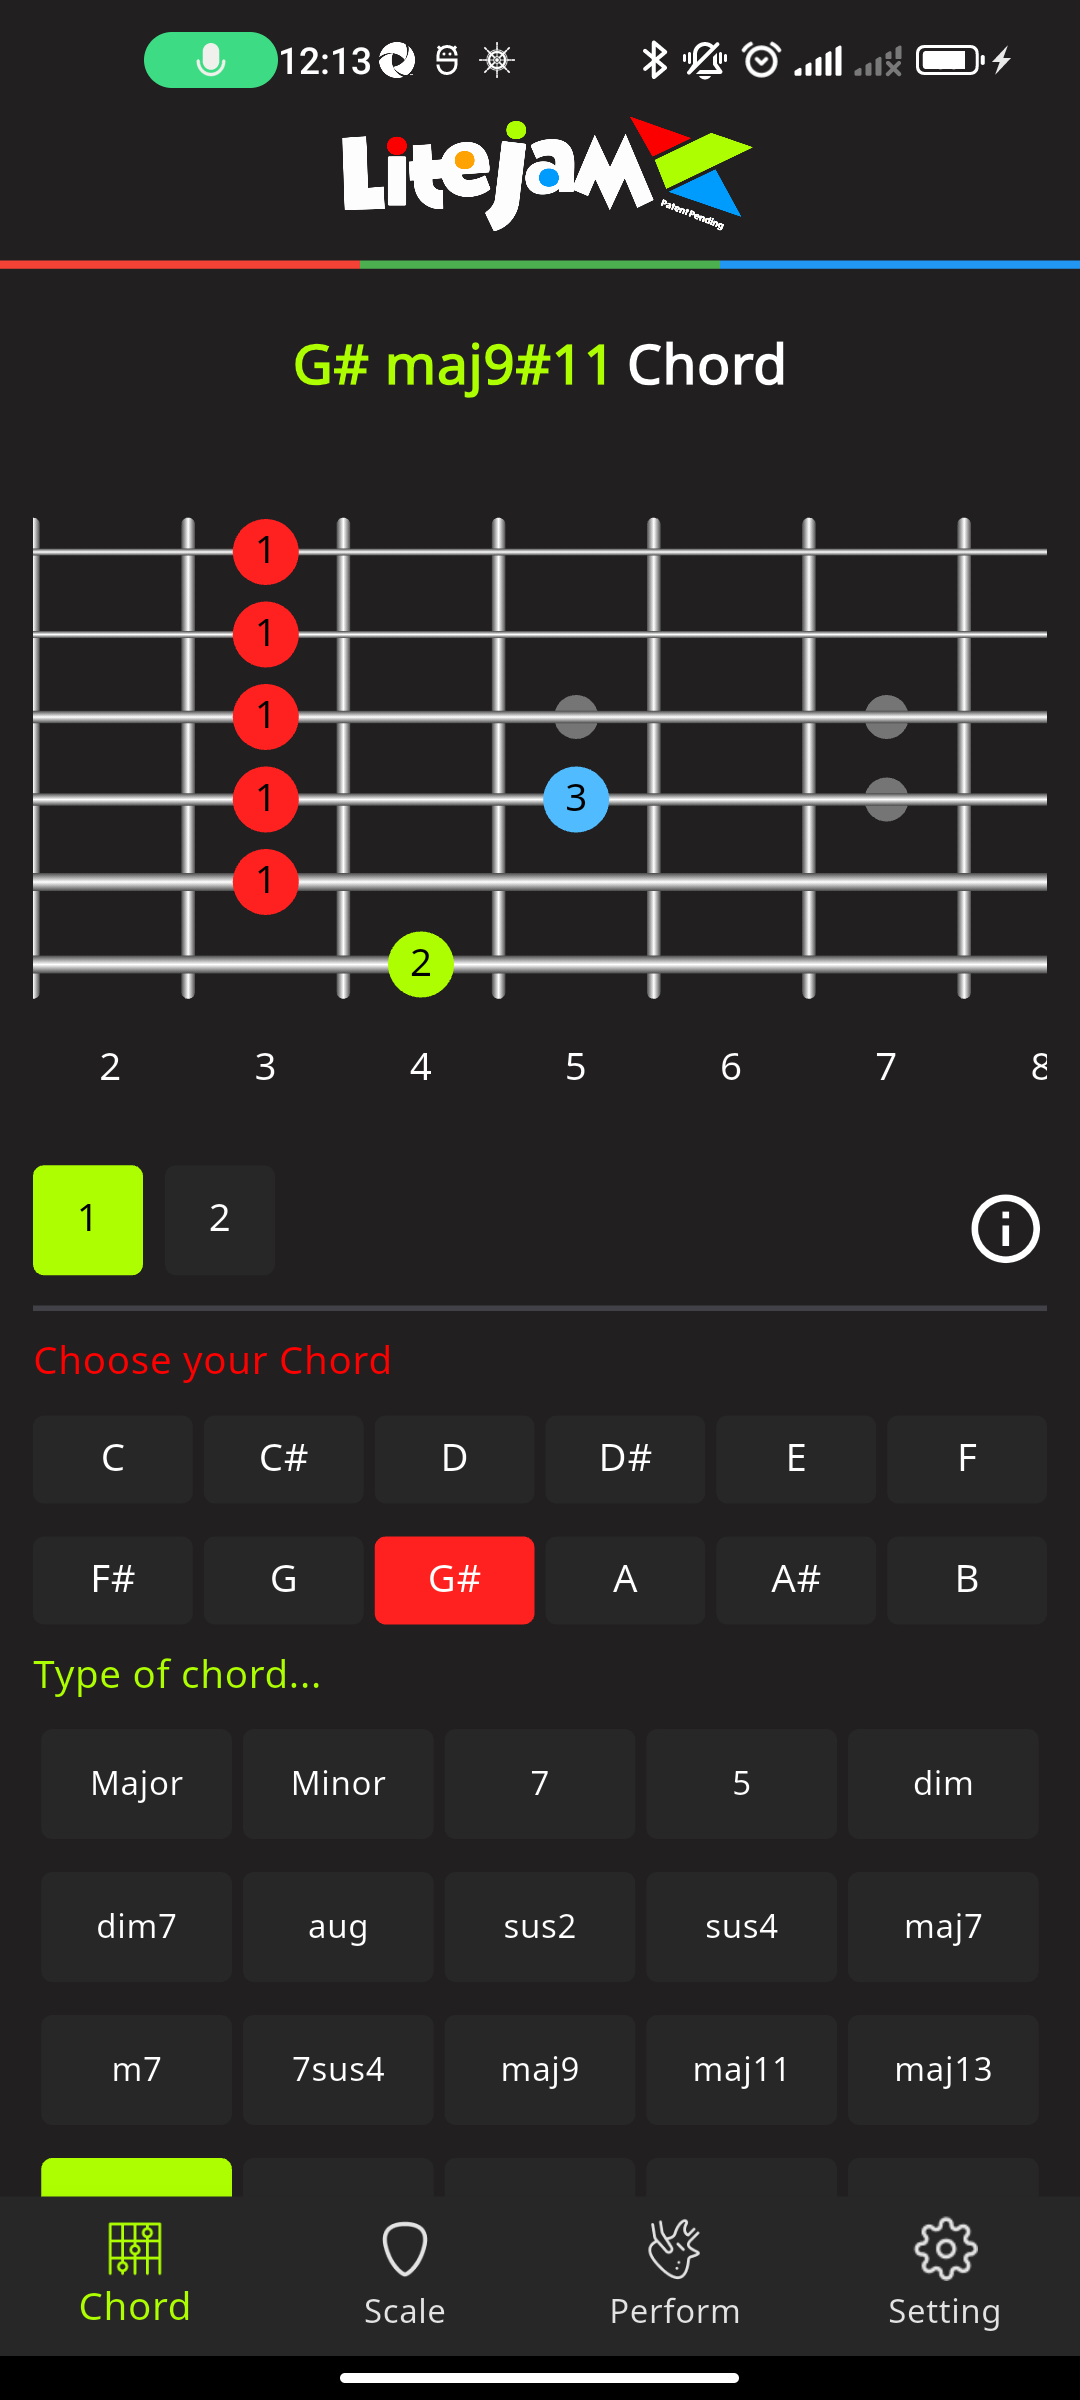 12:13
LitejaM
Patent Pending
G# maj9#11 Chord
1
1
1
1
3
1
2
2 3 4 5 6 7 8
1 2
Choose your Chord
C C# D D# E F
F# G G# A A# B
Type of chord...
Major Minor 7 5 dim
dim7 aug sus2 sus4 maj7
m7 7sus4 maj9 maj11 maj13
Chord Scale Perform Setting